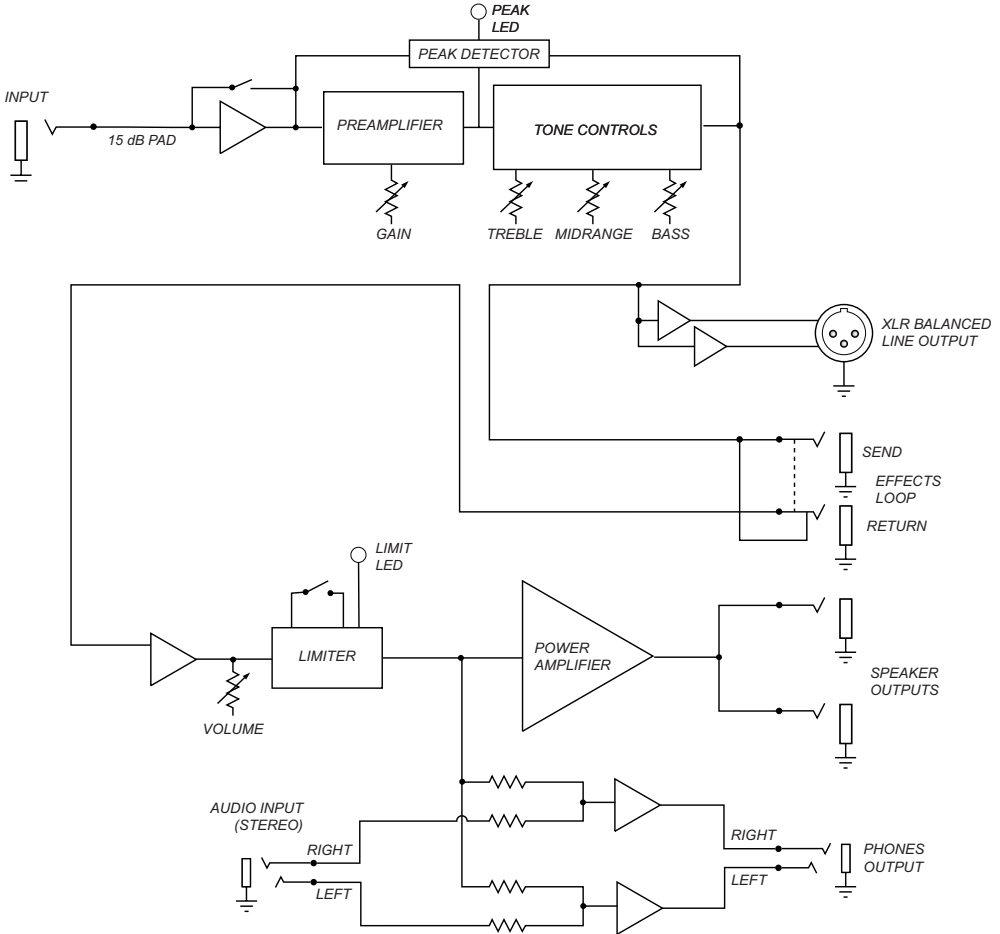 PEAK
LED
PEAK DETECTOR
INPUT
15 dB PAD
PREAMPLIFIER
TONE CONTROLS
GAIN
TREBLE
MIDRANGE
BASS
XLR BALANCED
LINE OUTPUT
SEND
EFFECTS
LOOP
RETURN
LIMIT
LED
LIMITER
POWER
AMPLIFIER
SPEAKER
OUTPUTS
VOLUME
AUDIO INPUT
(STEREO)
RIGHT
LEFT
RIGHT
LEFT
PHONES
OUTPUT